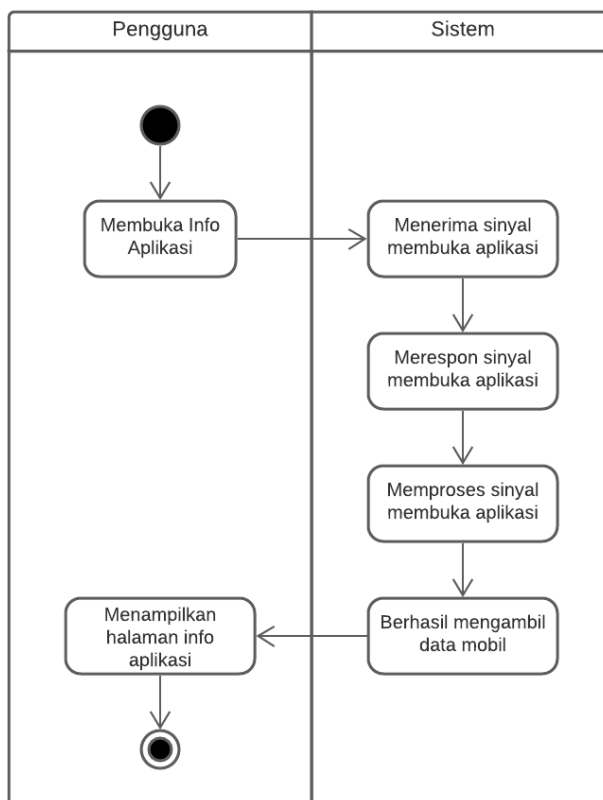 Pengguna
Sistem
Membuka Info
Aplikasi
Menerima sinyal
membuka aplikasi
Merespon sinyal
membuka aplikasi
Memproses sinyal
membuka aplikasi
Berhasil mengambil
data mobil
Menampilkan
halaman info
aplikasi